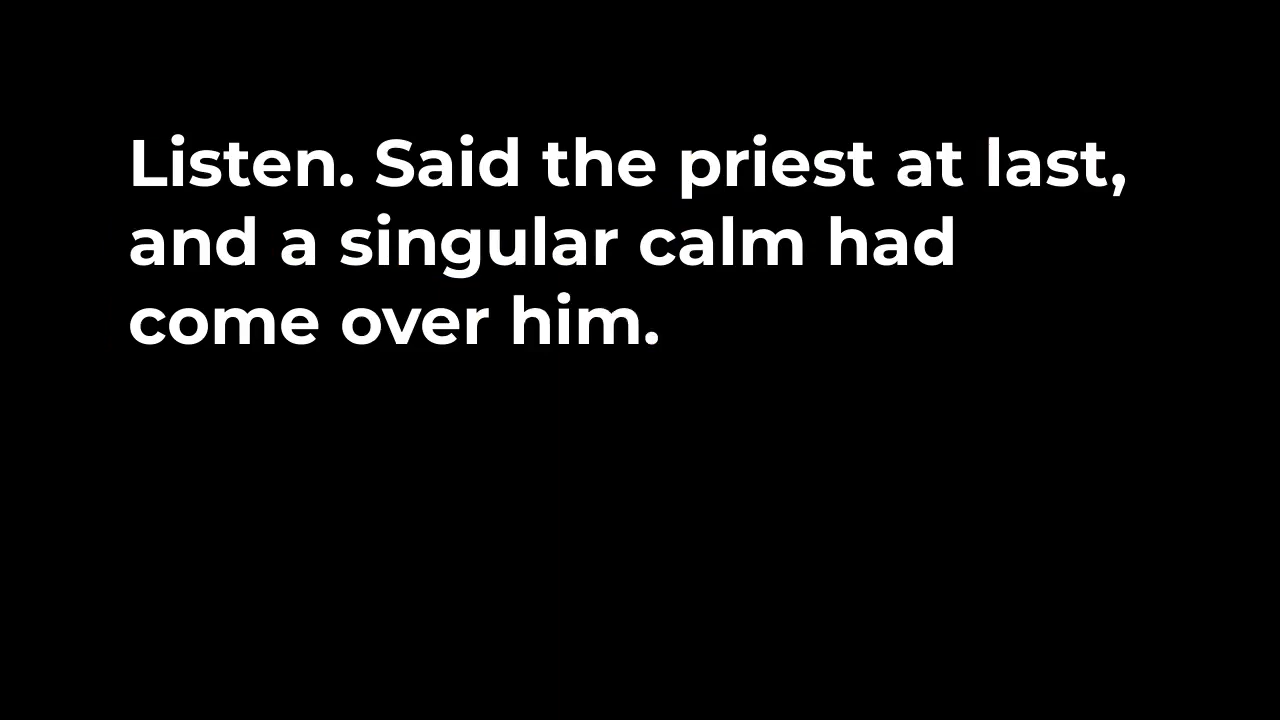 Listen. Said the priest at last,
and a singular calm had
come over him.